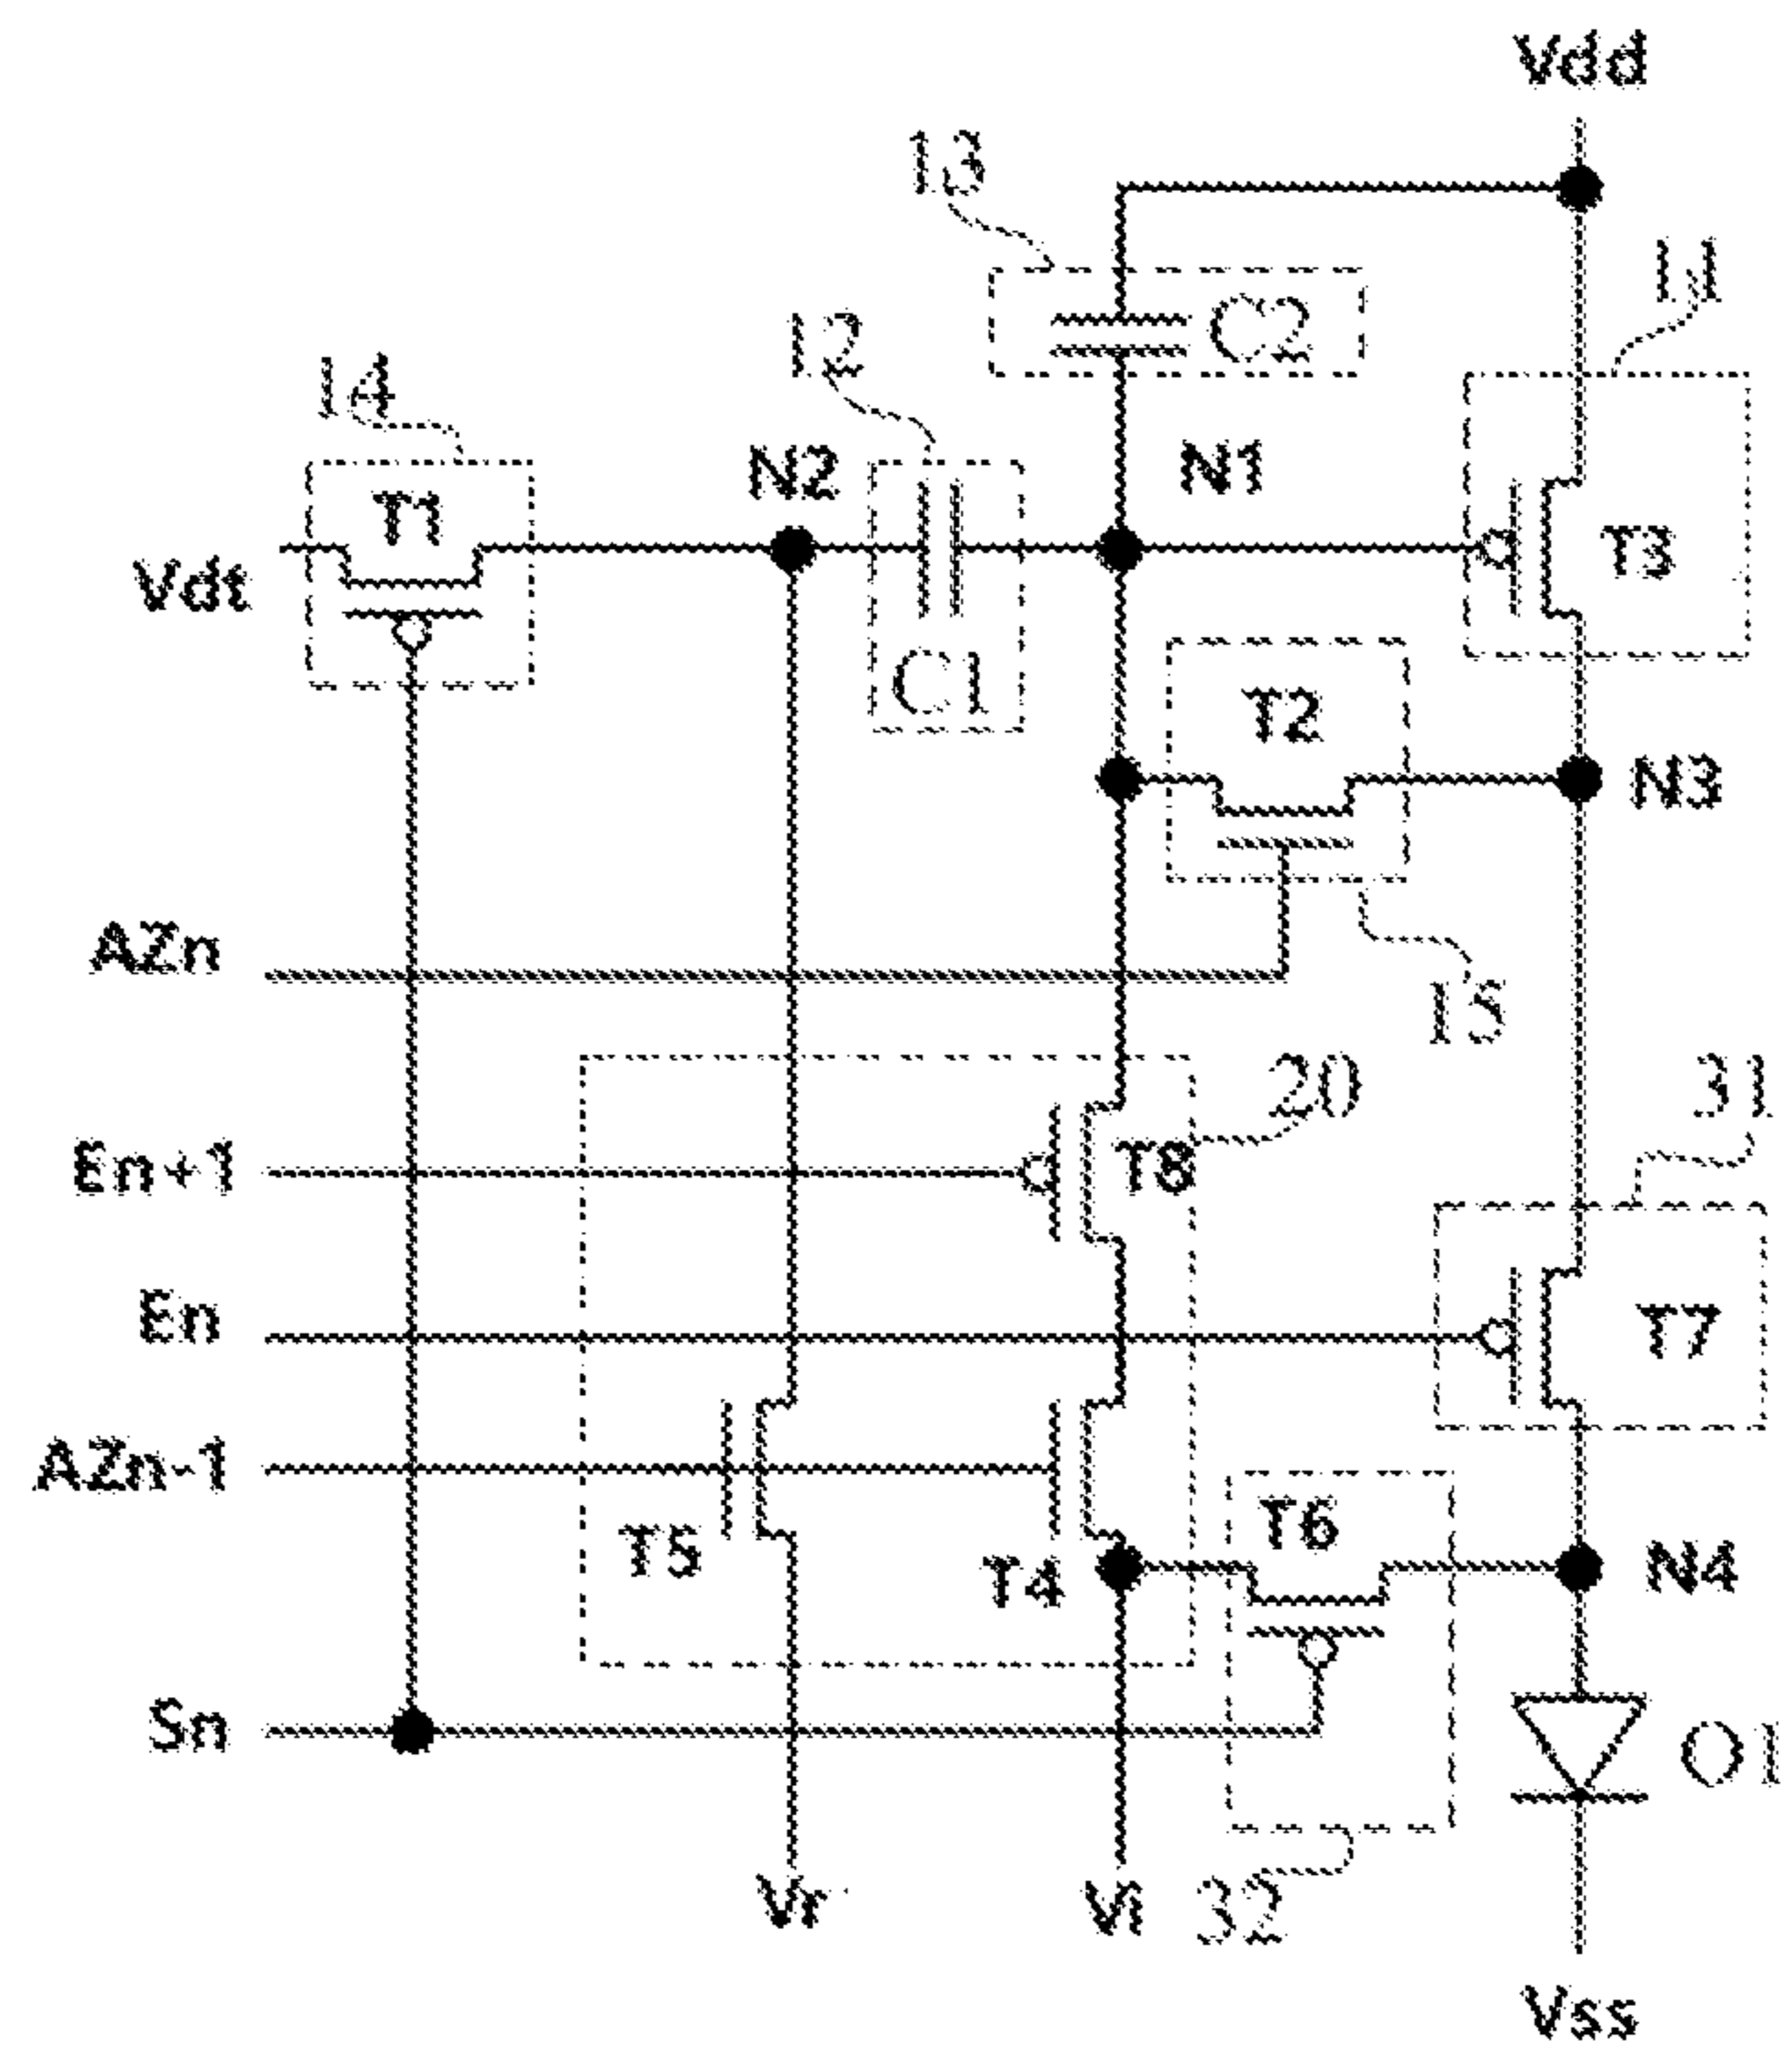 Vdd
13
11
C2
12
14
N2
N1
T1
T3
Vdt
C1
T2
N3
AZn
15
20
31
En+1
T8
En
T7
AZn-1
T6
T5
T4
N4
Sn
O1
Vr
Vi
32
Vss